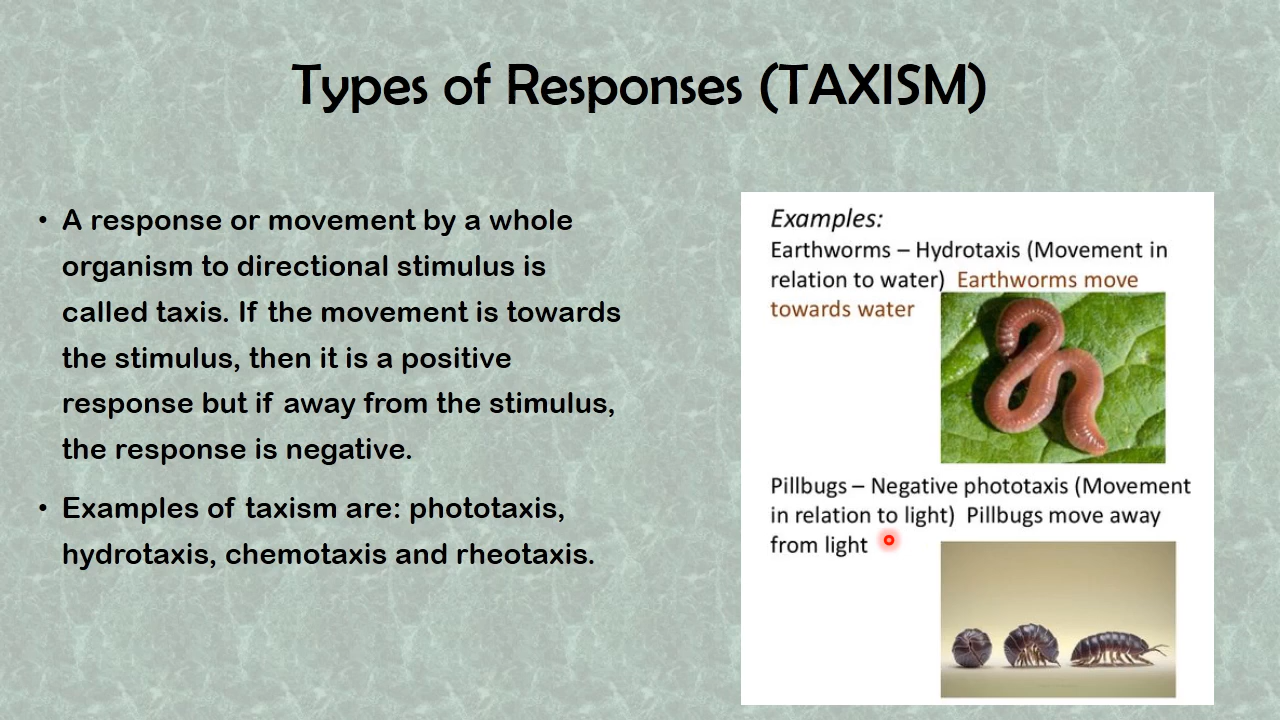 Types of Responses (TAXISM)
• A response or movement by a whole
organism to directional stimulus is
called taxis. If the movement is towards
the stimulus, then it is a positive
response but if away from the stimulus,
the response is negative.
• Examples of taxism are: phototaxis,
hydrotaxis, chemotaxis and rheotaxis.
Examples:
Earthworms – Hydrotaxis (Movement in
relation to water) Earthworms move
towards water
Pillbugs – Negative phototaxis (Movement
in relation to light) Pillbugs move away
from light